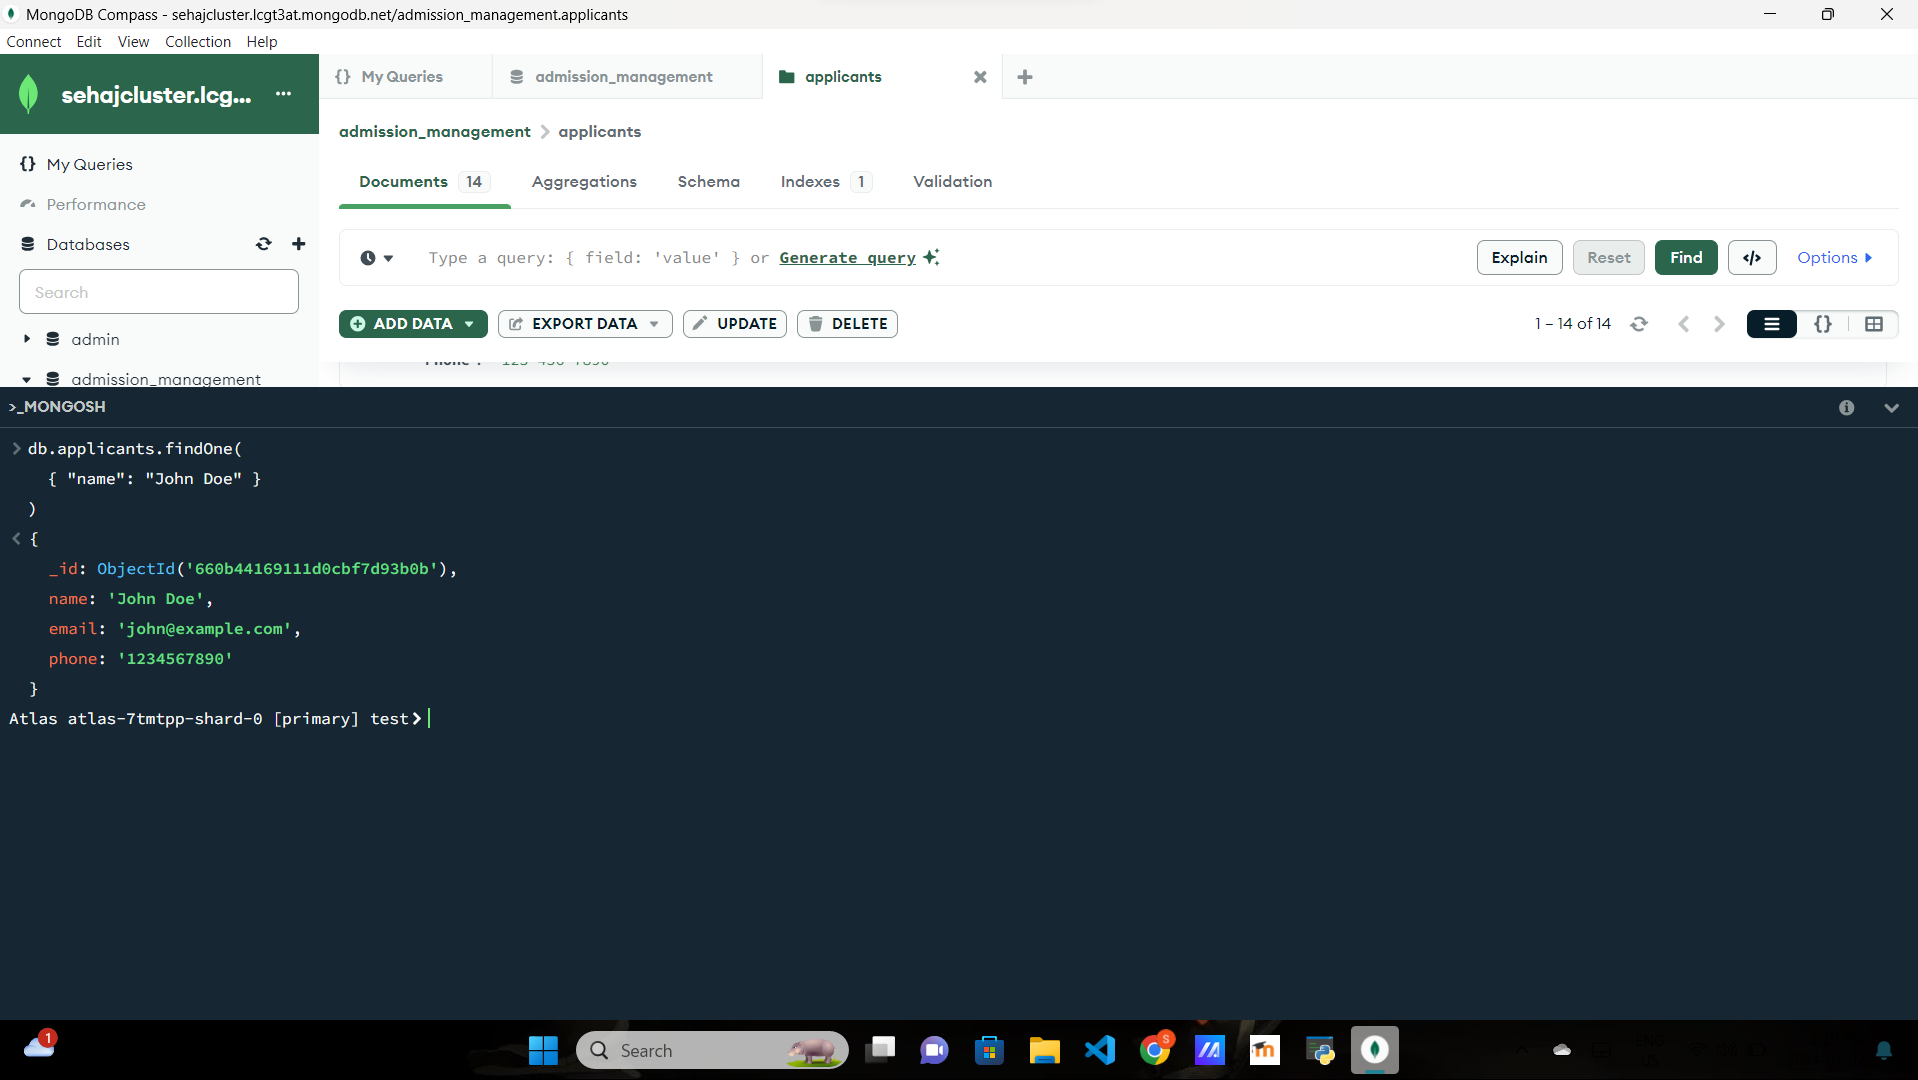 MongoDB Compass - sehajcluster.lcgt3at.mongodb.net/admission_management.applicants
Connect Edit View Collection Help
sehajcluster.lcg... ...
{} My Queries
admission_management
applicants
My Queries
Performance
Databases
Search
admin
admission_management
admission_management > applicants
Documents 14 Aggregations Schema Indexes 1 Validation
Type a query: { field: 'value' } or Generate query
Explain Reset Find </> Options
ADD DATA EXPORT DATA UPDATE DELETE
1 – 14 of 14 {}
>_MONGOSH
db.applicants.findOne(
{ "name": "John Doe" }
)
{
_id: ObjectId('660b44169111d0cbf7d93b0b'),
name: 'John Doe',
email: 'john@example.com',
phone: '1234567890'
}
Atlas atlas-7tmtpp-shard-0 [primary] test>
1
Search
S